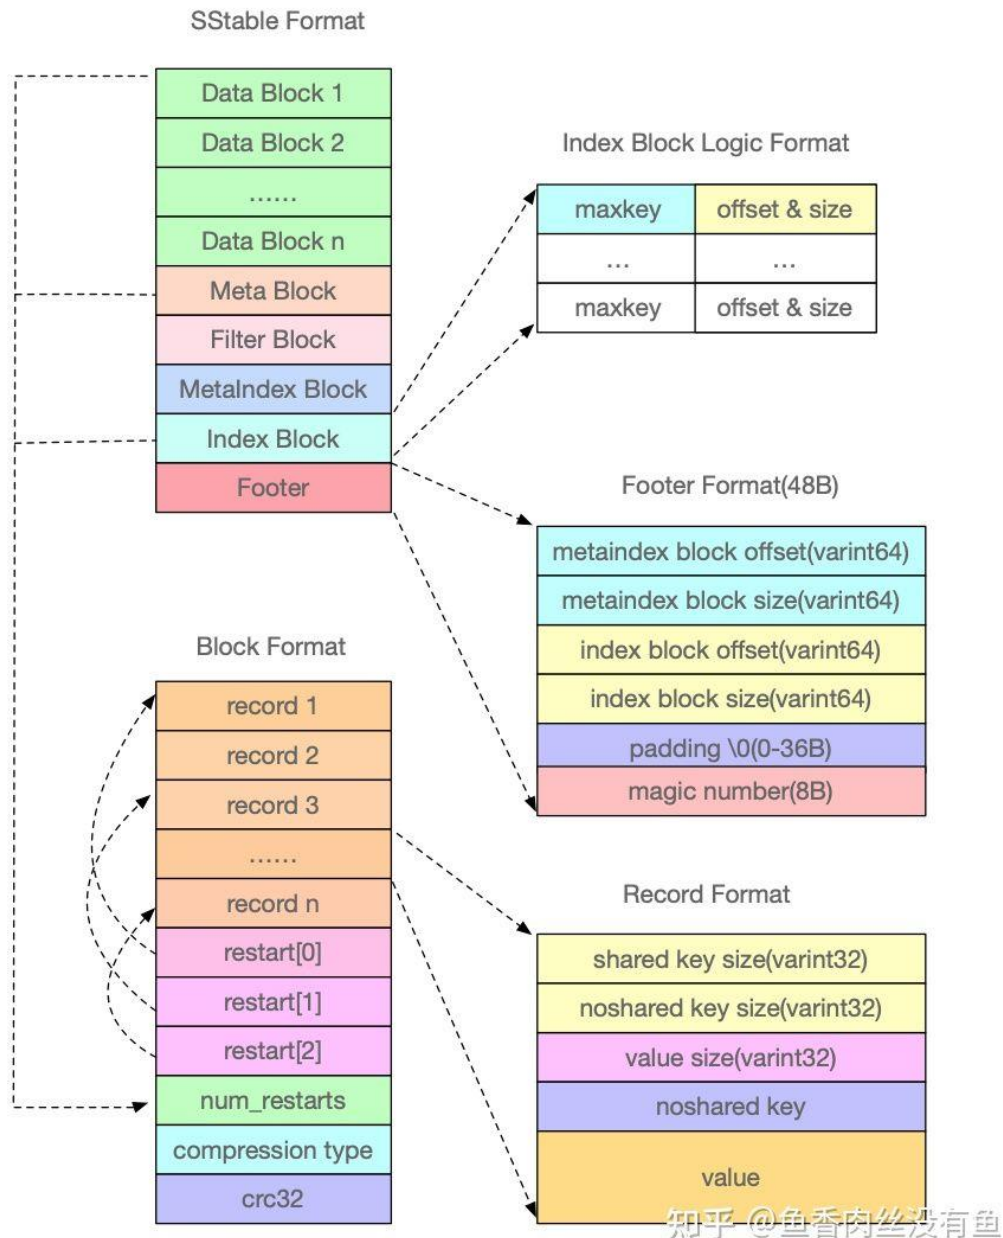 SStable Format
Data Block 1
Data Block 2
......
Data Block n
Meta Block
Filter Block
MetaIndex Block
Index Block
Footer
Index Block Logic Format
maxkey offset & size
... ...
maxkey offset & size
Footer Format(48B)
metaindex block offset(varint64)
metaindex block size(varint64)
index block offset(varint64)
index block size(varint64)
padding \0(0-36B)
magic number(8B)
Block Format
record 1
record 2
record 3
......
record n
restart[0]
restart[1]
restart[2]
num_restarts
compression type
crc32
Record Format
shared key size(varint32)
noshared key size(varint32)
value size(varint32)
noshared key
value
知乎 @鱼香肉丝没有鱼